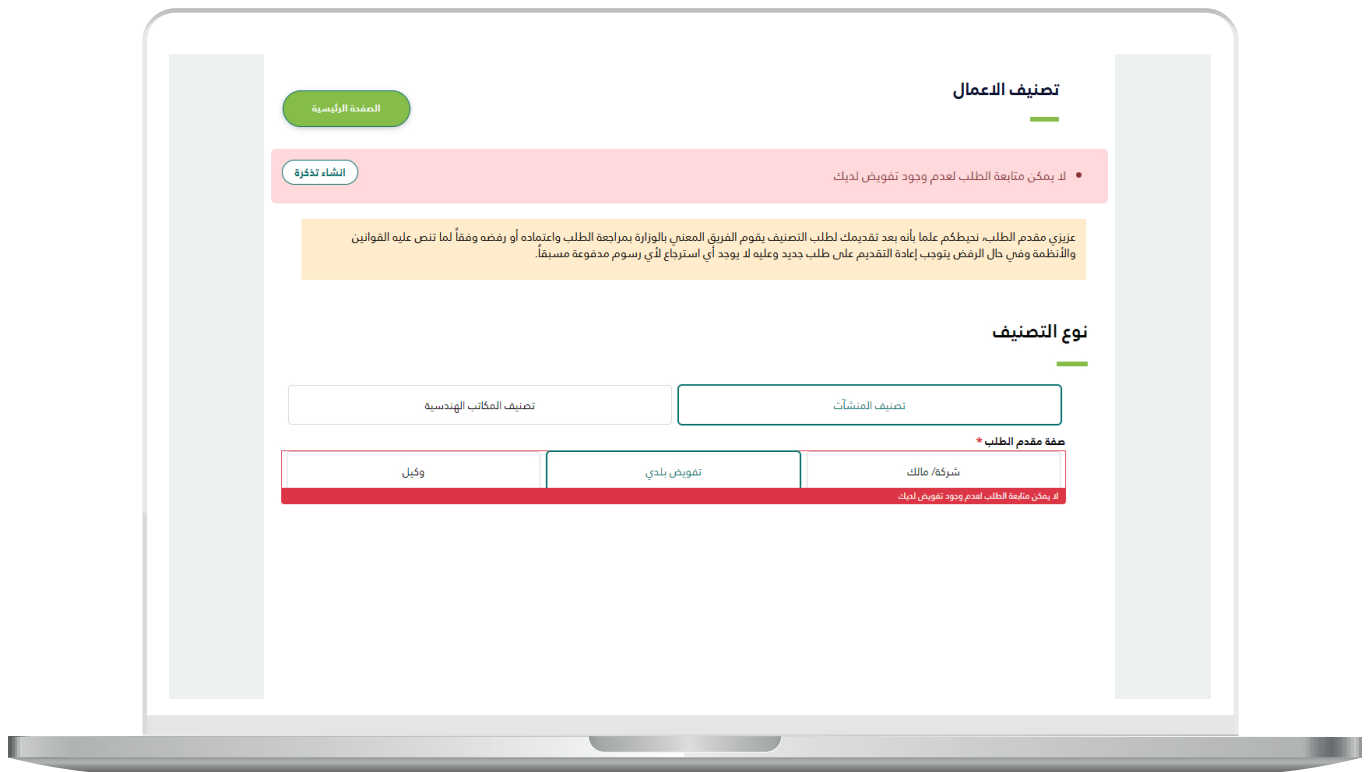 تصنيف الاعمال
الصفحة الرئيسية
لا يمكن متابعة الطلب لعدم وجود تفويض لديك
انشاء تذكرة
عزيزي مقدم الطلب، نحيطكم علما بأنه بعد تقديمك لطلب التصنيف يقوم الفريق المعني بالوزارة بمراجعة الطلب واعتماده أو رفضه وفقاً لما تنص عليه القوانين
والأنظمة وفي حال الرفض يتوجب إعادة التقديم على طلب جديد وعليه لا يوجد أي استرجاع لأي رسوم مدفوعة مسبقاً.
نوع التصنيف
تصنيف المنشآت
تصنيف المكاتب الهندسية
صفة مقدم الطلب *
شركة/ مالك
تفويض بلدي
وكيل
لا يمكن متابعة الطلب لعدم وجود تفويض لديك